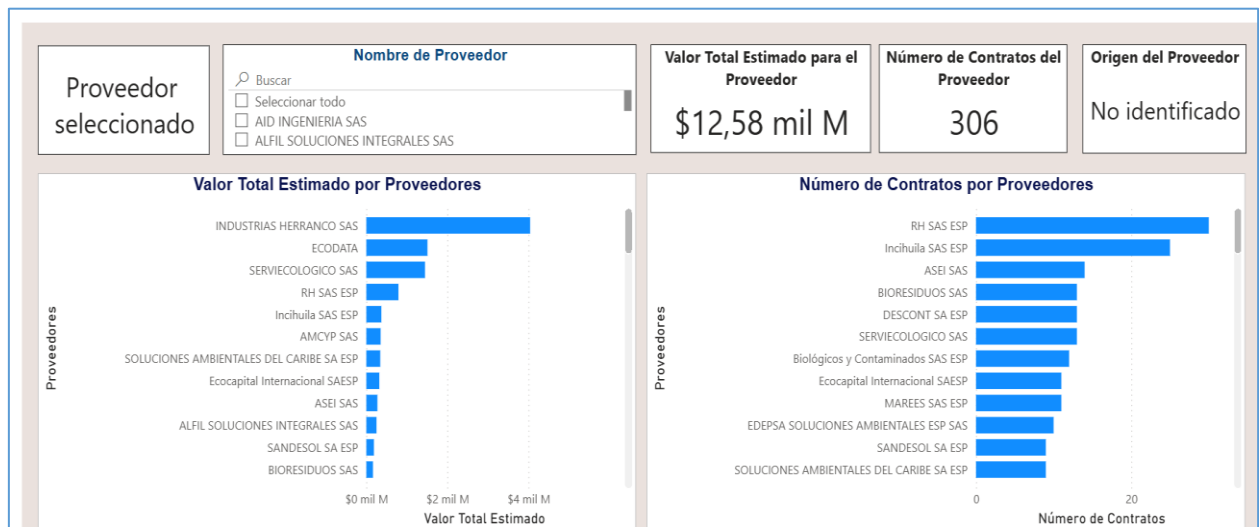 Proveedor
seleccionado
Nombre de Proveedor
Buscar
Seleccionar todo
AID INGENIERIA SAS
ALFIL SOLUCIONES INTEGRALES SAS
Valor Total Estimado para el
Proveedor
$12,58 mil M
Número de Contratos del
Proveedor
306
Origen del Proveedor
No identificado
Valor Total Estimado por Proveedores
Proveedores
INDUSTRIAS HERRANCO SAS
ECODATA
SERVIECOLOGICO SAS
RH SAS ESP
Incihuila SAS ESP
AMCYP SAS
SOLUCIONES AMBIENTALES DEL CARIBE SA ESP
Ecocapital Internacional SAESP
ASEI SAS
ALFIL SOLUCIONES INTEGRALES SAS
SANDESOL SA ESP
BIORESIDUOS SAS
$0 mil M $2 mil M $4 mil M
Valor Total Estimado
Número de Contratos por Proveedores
Proveedores
RH SAS ESP
Incihuila SAS ESP
ASEI SAS
BIORESIDUOS SAS
DESCONT SA ESP
SERVIECOLOGICO SAS
Biológicos y Contaminados SAS ESP
Ecocapital Internacional SAESP
MAREES SAS ESP
EDEPSA SOLUCIONES AMBIENTALES ESP SAS
SANDESOL SA ESP
SOLUCIONES AMBIENTALES DEL CARIBE SA ESP
0 20
Número de Contratos